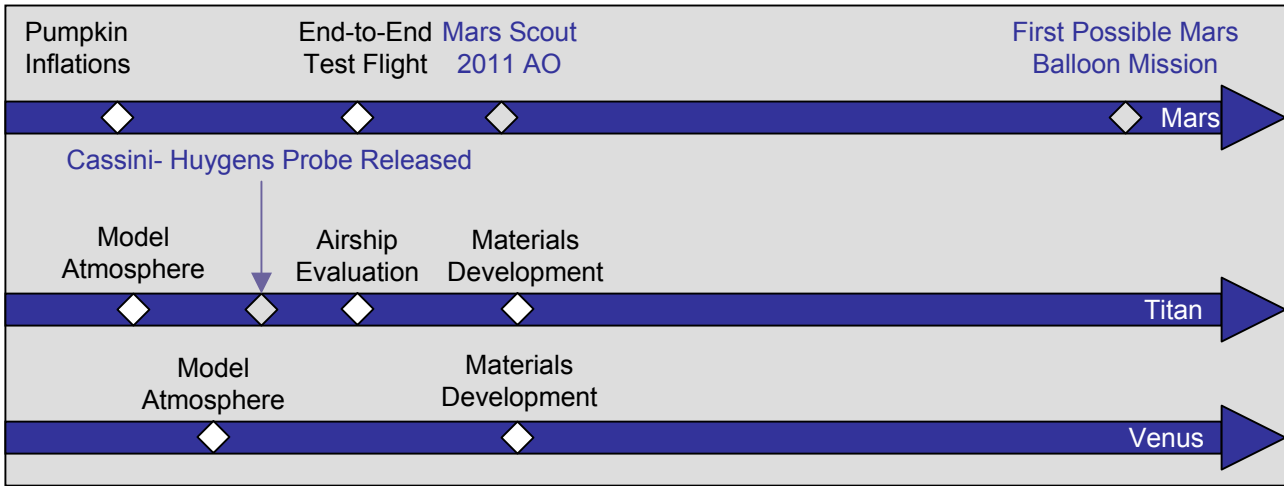 Pumpkin
Inflations
End-to-End
Test Flight
Mars Scout
2011 AO
First Possible Mars
Balloon Mission
Mars
Cassini- Huygens Probe Released
Model
Atmosphere
Airship
Evaluation
Materials
Development
Titan
Model
Atmosphere
Materials
Development
Venus